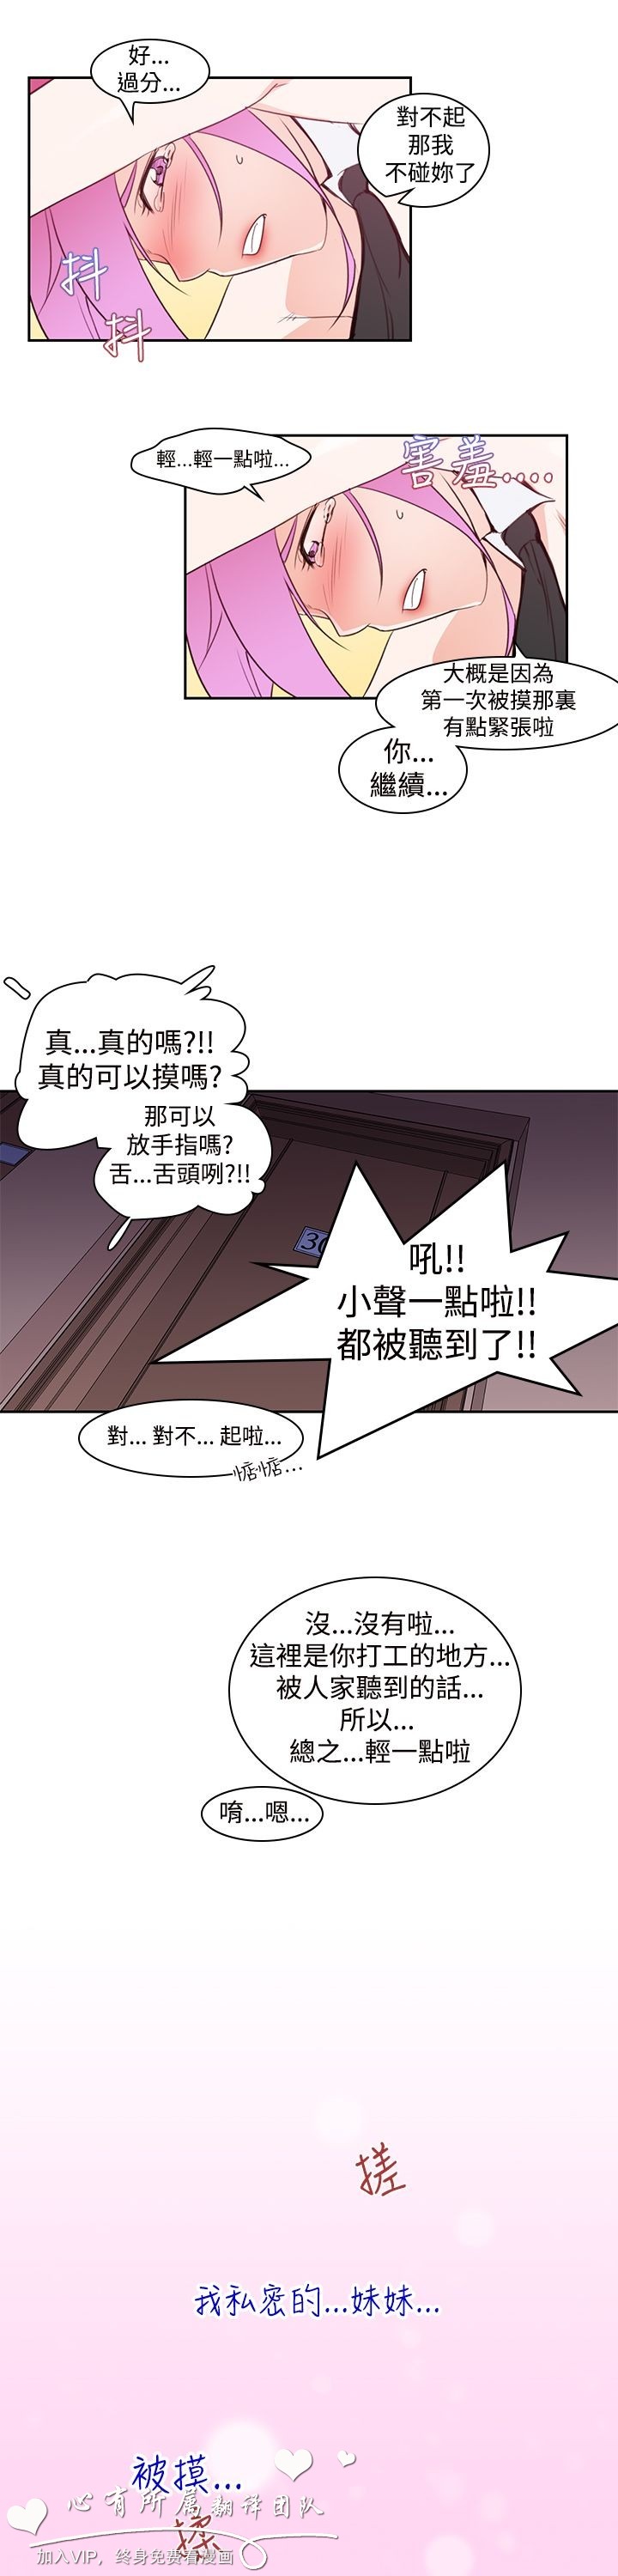 好...
過分...
對不起
那我
不碰妳了
抖
抖
輕...輕一點啦...
害羞....
大概是因為
第一次被摸那裏
有點緊張啦
你...
繼續...
真...真的嗎?!!
真的可以摸嗎?
那可以
放手指嗎?
舌...舌頭咧?!!
30
吼!!
小聲一點啦!!
都被聽到了!!
對... 對不... 起啦...
惦惦...
沒...沒有啦...
這裡是你打工的地方...
被人家聽到的話...
所以...
總之...輕一點啦
唷...嗯...
搓
我私密的...妹妹...
被摸...
揉
心有所属翻译团队
加入VIP，终身免费看漫画